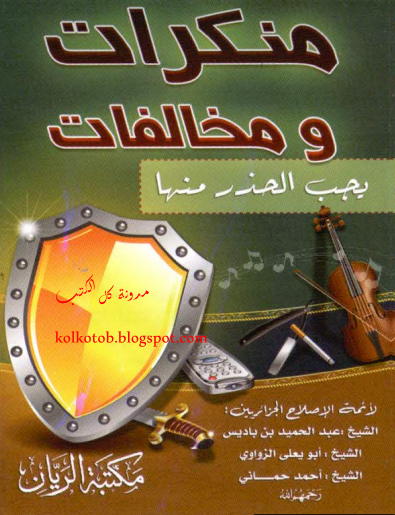 منكرات
و مخالفات
يجب الحذر منها
مدونة كل الكتب
kolkotob.blogspot.com
لأئمة الإصلاح الجزائريين:
الشيخ :عبد الحميد بن باديس
الشيخ : أبو يعلى الزواوي
الشيخ : أحمد حماني
رحمهم الله
مكتبة الريان